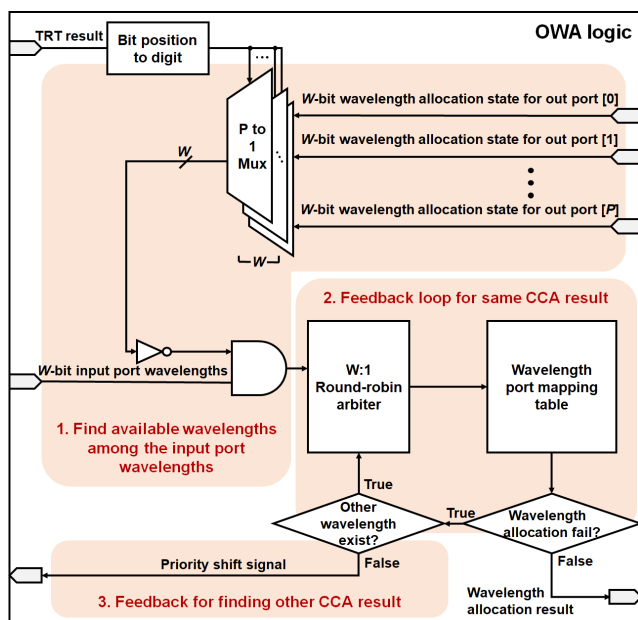 OWA logic
TRT result
Bit position
to digit
...
W-bit wavelength allocation state for out port [0]
P to
1
Mux
W
W-bit wavelength allocation state for out port [1]
W-bit wavelength allocation state for out port [P]
W
2. Feedback loop for same CCA result
W-bit input port wavelengths
W:1
Round-robin
arbiter
Wavelength
port mapping
table
1. Find available wavelengths
among the input port
wavelengths
True
Other
wavelength
exist?
True
Wavelength
allocation fail?
False
False
Priority shift signal
3. Feedback for finding other CCA result
Wavelength
allocation result